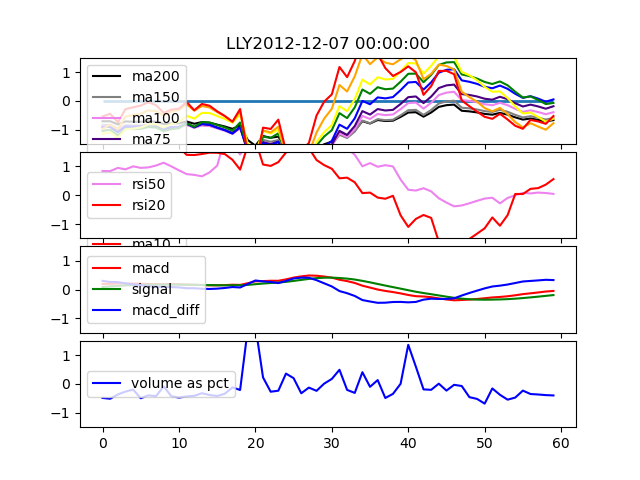 LLY2012-12-07 00:00:00
1
0
−1
ma200
ma150
ma100
ma75
1
0
−1
rsi50
rsi20
ma10
1
0
−1
macd
signal
macd_diff
1
0
−1
volume as pct
0 10 20 30 40 50 60